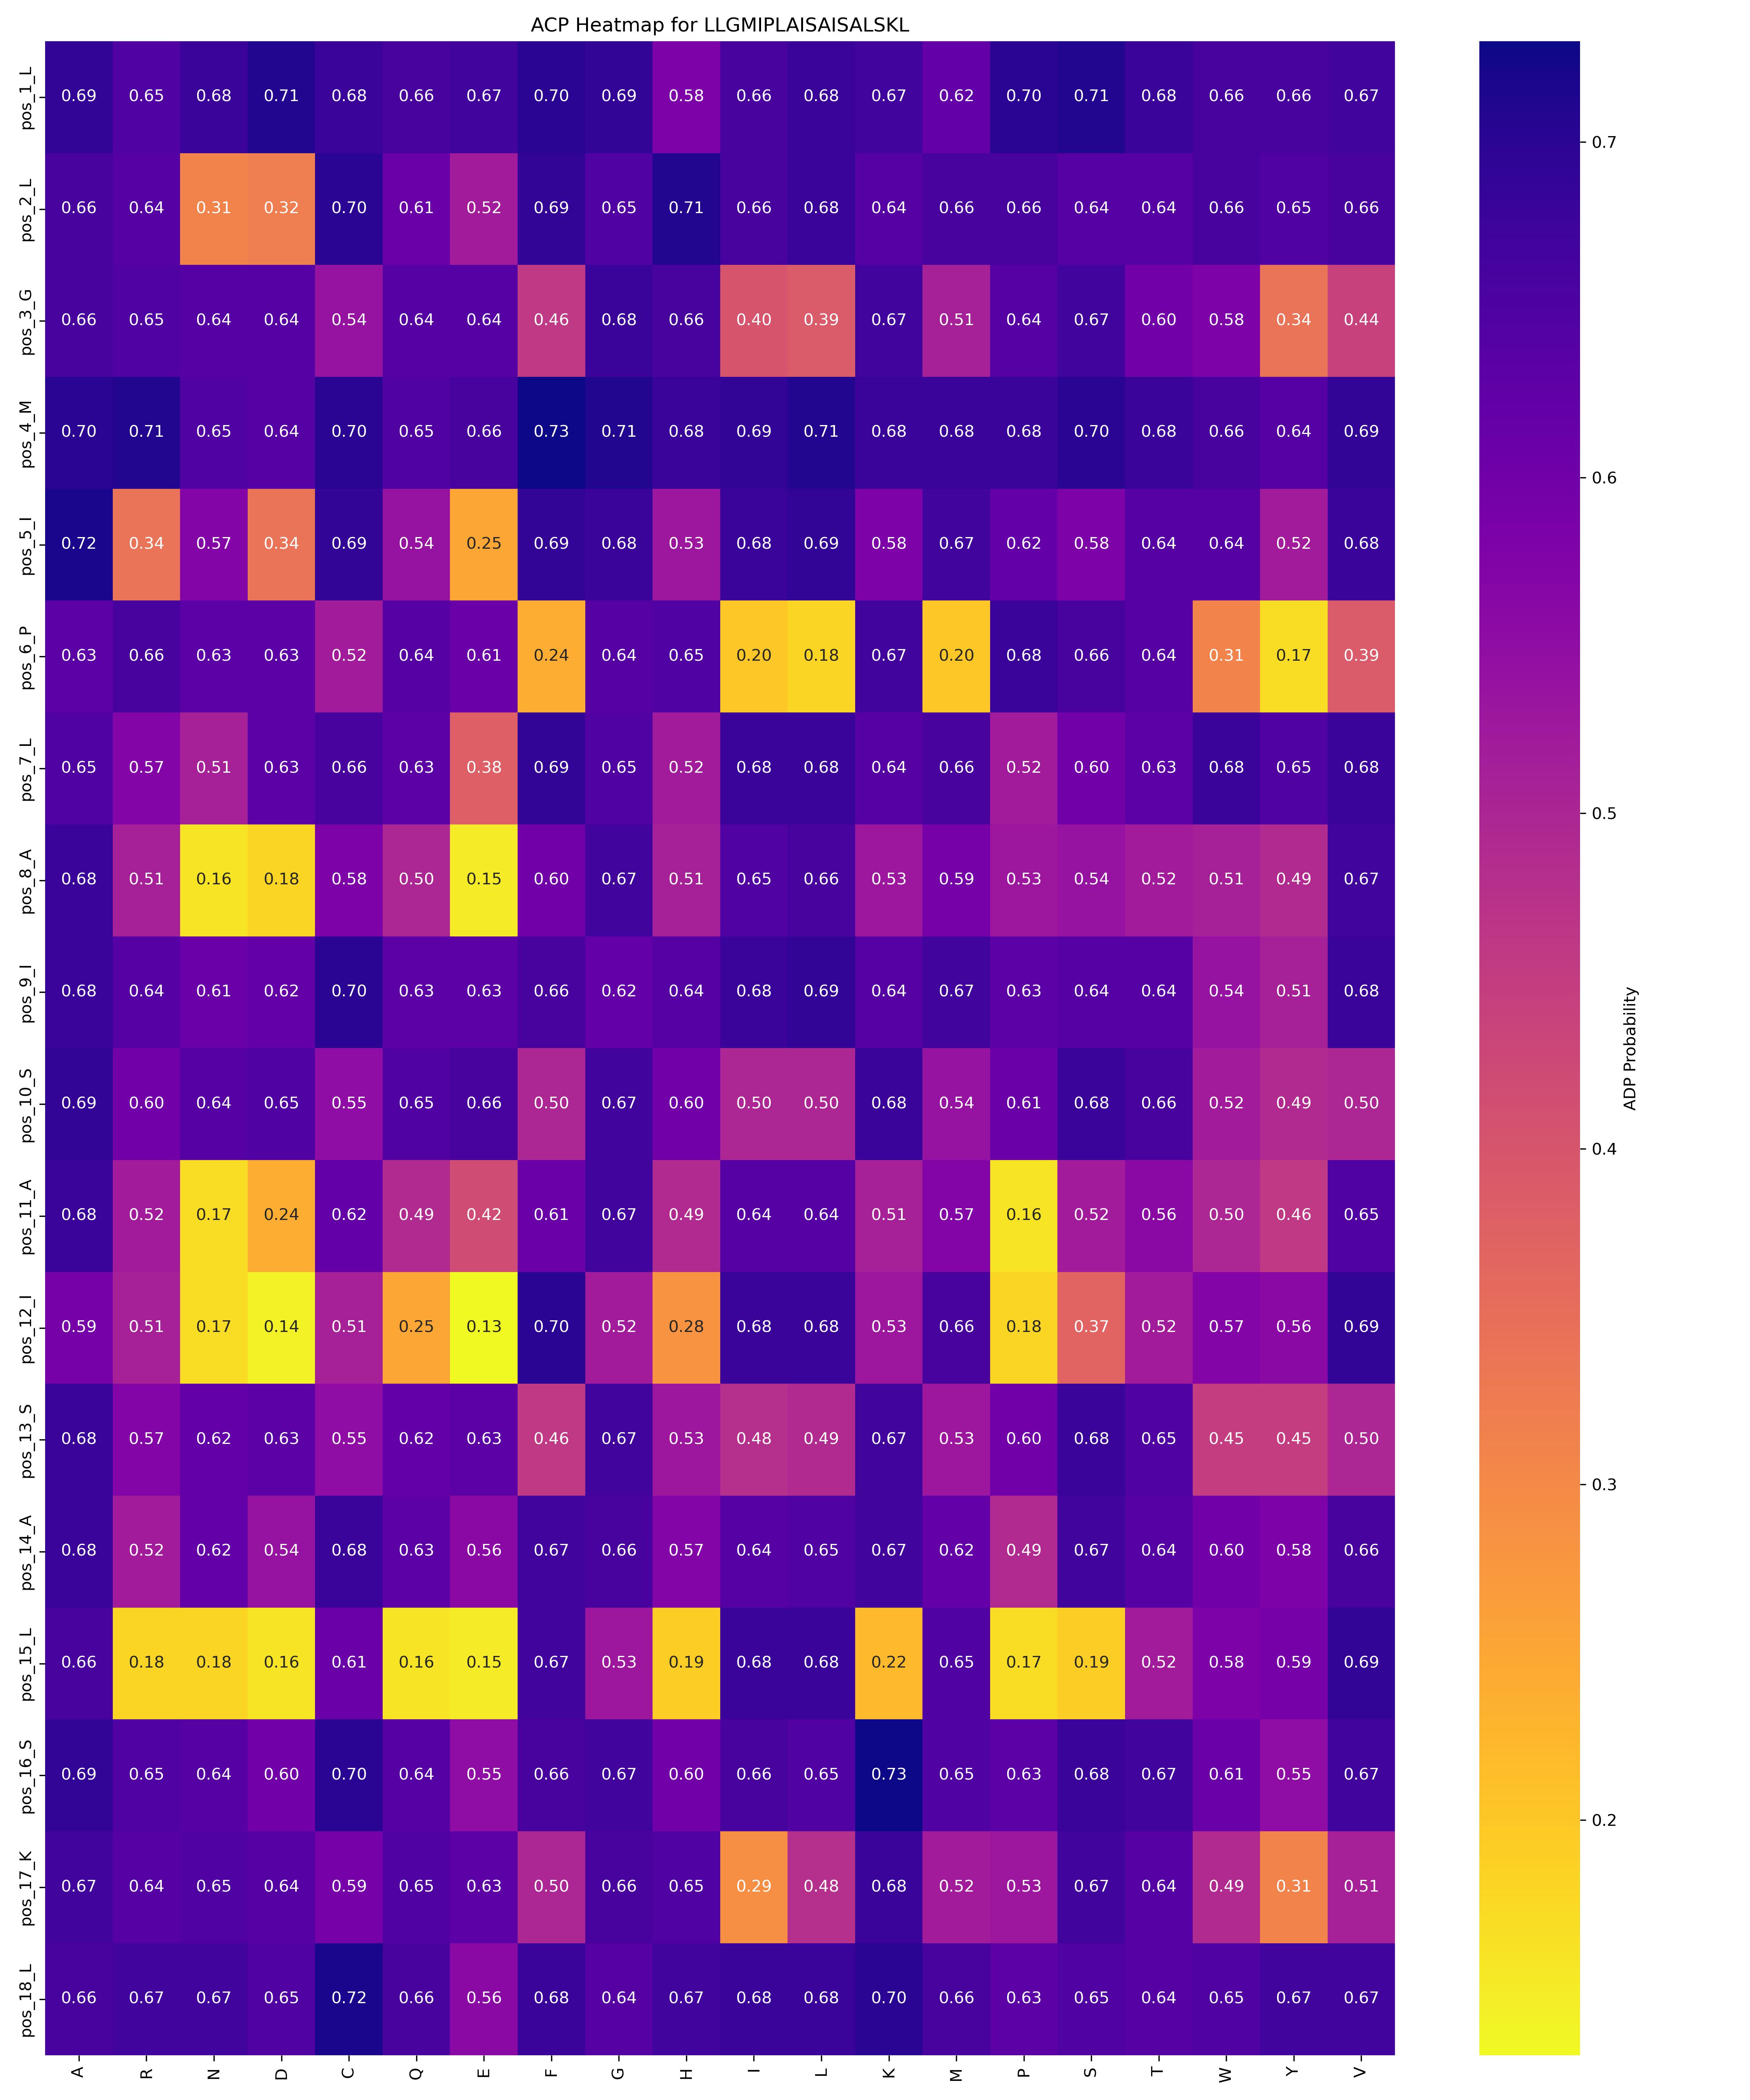 ACP Heatmap for LLGMIPLAISAISALSKL
pos_1_L 0.69 0.65 0.68 0.71 0.68 0.66 0.67 0.70 0.69 0.58 0.66 0.68 0.67 0.62 0.70 0.71 0.68 0.66 0.66 0.67
pos_2_L 0.66 0.64 0.31 0.32 0.70 0.61 0.52 0.69 0.65 0.71 0.66 0.68 0.64 0.66 0.66 0.64 0.64 0.66 0.65 0.66
pos_3_G 0.66 0.65 0.64 0.64 0.54 0.64 0.64 0.46 0.68 0.66 0.40 0.39 0.67 0.51 0.64 0.67 0.60 0.58 0.34 0.44
pos_4_M 0.70 0.71 0.65 0.64 0.70 0.65 0.66 0.73 0.71 0.68 0.69 0.71 0.68 0.68 0.68 0.70 0.68 0.66 0.64 0.69
pos_5_I 0.72 0.34 0.57 0.34 0.69 0.54 0.25 0.69 0.68 0.53 0.68 0.69 0.58 0.67 0.62 0.58 0.64 0.64 0.52 0.68
pos_6_P 0.63 0.66 0.63 0.63 0.52 0.64 0.61 0.24 0.64 0.65 0.20 0.18 0.67 0.20 0.68 0.66 0.64 0.31 0.17 0.39
pos_7_L 0.65 0.57 0.51 0.63 0.66 0.63 0.38 0.69 0.65 0.52 0.68 0.68 0.64 0.66 0.52 0.60 0.63 0.68 0.65 0.68
pos_8_A 0.68 0.51 0.16 0.18 0.58 0.50 0.15 0.60 0.67 0.51 0.65 0.66 0.53 0.59 0.53 0.54 0.52 0.51 0.49 0.67
pos_9_I 0.68 0.64 0.61 0.62 0.70 0.63 0.63 0.66 0.62 0.64 0.68 0.69 0.64 0.67 0.63 0.64 0.64 0.54 0.51 0.68
pos_10_S 0.69 0.60 0.64 0.65 0.55 0.65 0.66 0.50 0.67 0.60 0.50 0.50 0.68 0.54 0.61 0.68 0.66 0.52 0.49 0.50
pos_11_A 0.68 0.52 0.17 0.24 0.62 0.49 0.42 0.61 0.67 0.49 0.64 0.64 0.51 0.57 0.16 0.52 0.56 0.50 0.46 0.65
pos_12_I 0.59 0.51 0.17 0.14 0.51 0.25 0.13 0.70 0.52 0.28 0.68 0.68 0.53 0.66 0.18 0.37 0.52 0.57 0.56 0.69
pos_13_S 0.68 0.57 0.62 0.63 0.55 0.62 0.63 0.46 0.67 0.53 0.48 0.49 0.67 0.53 0.60 0.68 0.65 0.45 0.45 0.50
pos_14_A 0.68 0.52 0.62 0.54 0.68 0.63 0.56 0.67 0.66 0.57 0.64 0.65 0.67 0.62 0.49 0.67 0.64 0.60 0.58 0.66
pos_15_L 0.66 0.18 0.18 0.16 0.61 0.16 0.15 0.67 0.53 0.19 0.68 0.68 0.22 0.65 0.17 0.19 0.52 0.58 0.59 0.69
pos_16_S 0.69 0.65 0.64 0.60 0.70 0.64 0.55 0.66 0.67 0.60 0.66 0.65 0.73 0.65 0.63 0.68 0.67 0.61 0.55 0.67
pos_17_K 0.67 0.64 0.65 0.64 0.59 0.65 0.63 0.50 0.66 0.65 0.29 0.48 0.68 0.52 0.53 0.67 0.64 0.49 0.31 0.51
pos_18_L 0.66 0.67 0.67 0.65 0.72 0.66 0.56 0.68 0.64 0.67 0.68 0.68 0.70 0.66 0.63 0.65 0.64 0.65 0.67 0.67
A R N D C Q E F G H I L K M P S T W Y V
0.7
0.6
0.5
0.4
0.3
0.2
ADP Probability